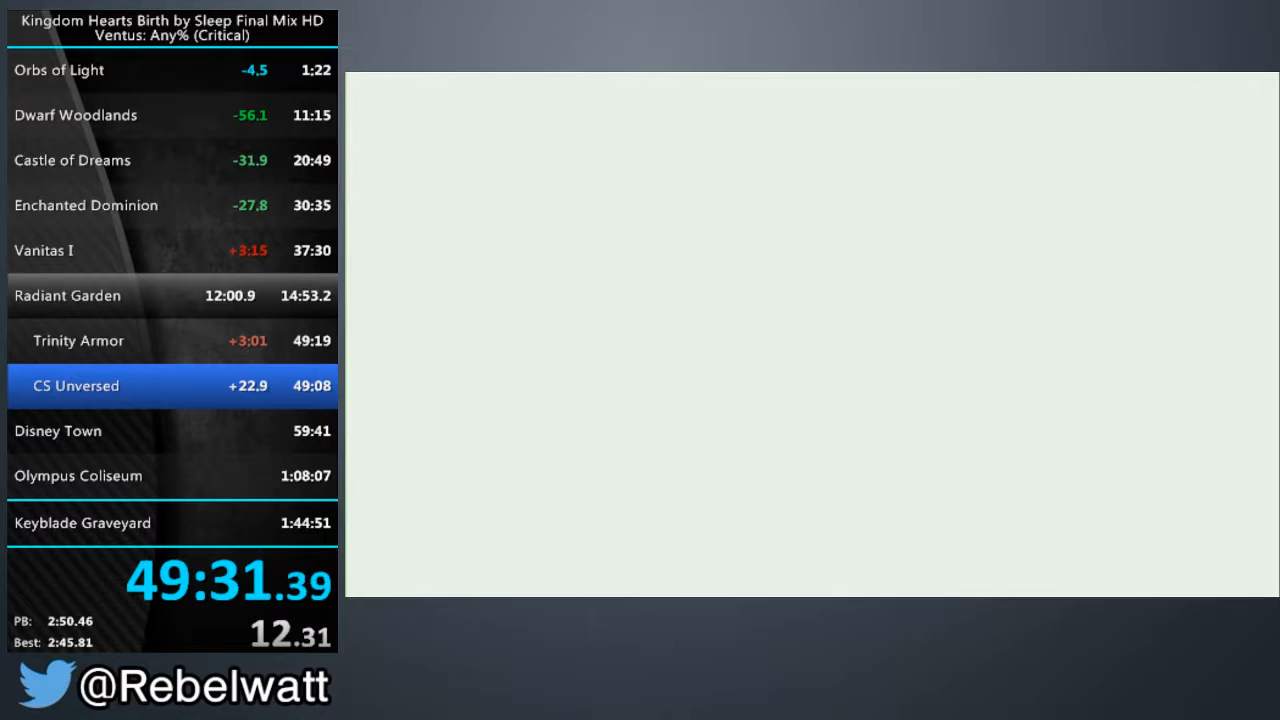 Kingdom Hearts Birth by Sleep Final Mix HD
Ventus: Any% (Critical)
Orbs of Light -4.5 1:22
Dwarf Woodlands -56.1 11:15
Castle of Dreams -31.9 20:49
Enchanted Dominion -27.8 30:35
Vanitas I +3:15 37:30
Radiant Garden 12:00.9 14:53.2
Trinity Armor +3:01 49:19
CS Unversed +22.9 49:08
Disney Town 59:41
Olympus Coliseum 1:08:07
Keyblade Graveyard 1:44:51
49:31.39
PB: 2:50.46
Best: 2:45.81
12.31
@Rebelwatt